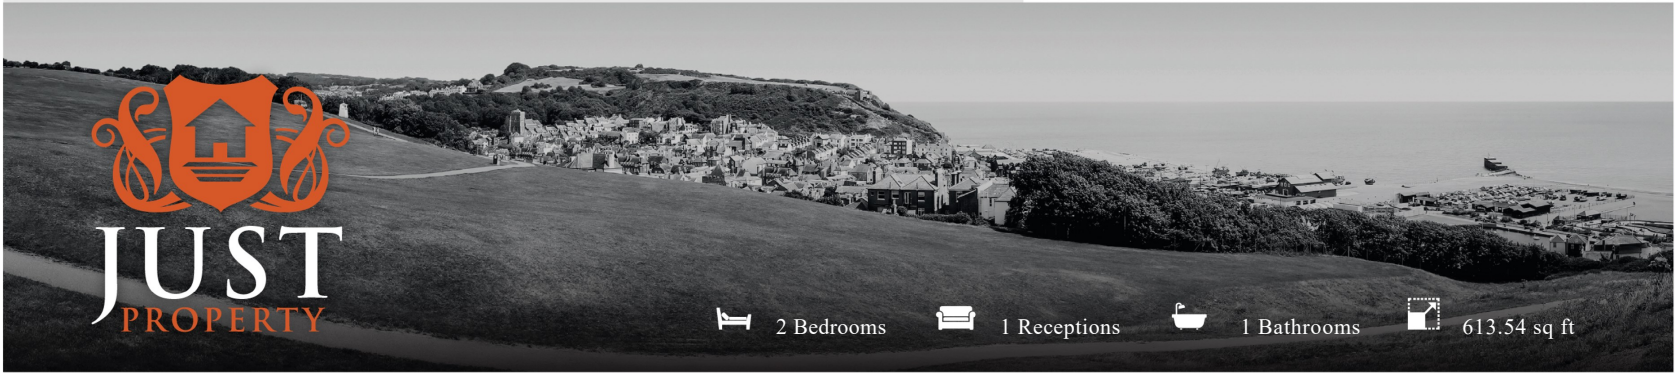 JUST
PROPERTY
2 Bedrooms
1 Receptions
1 Bathrooms
613.54 sq ft